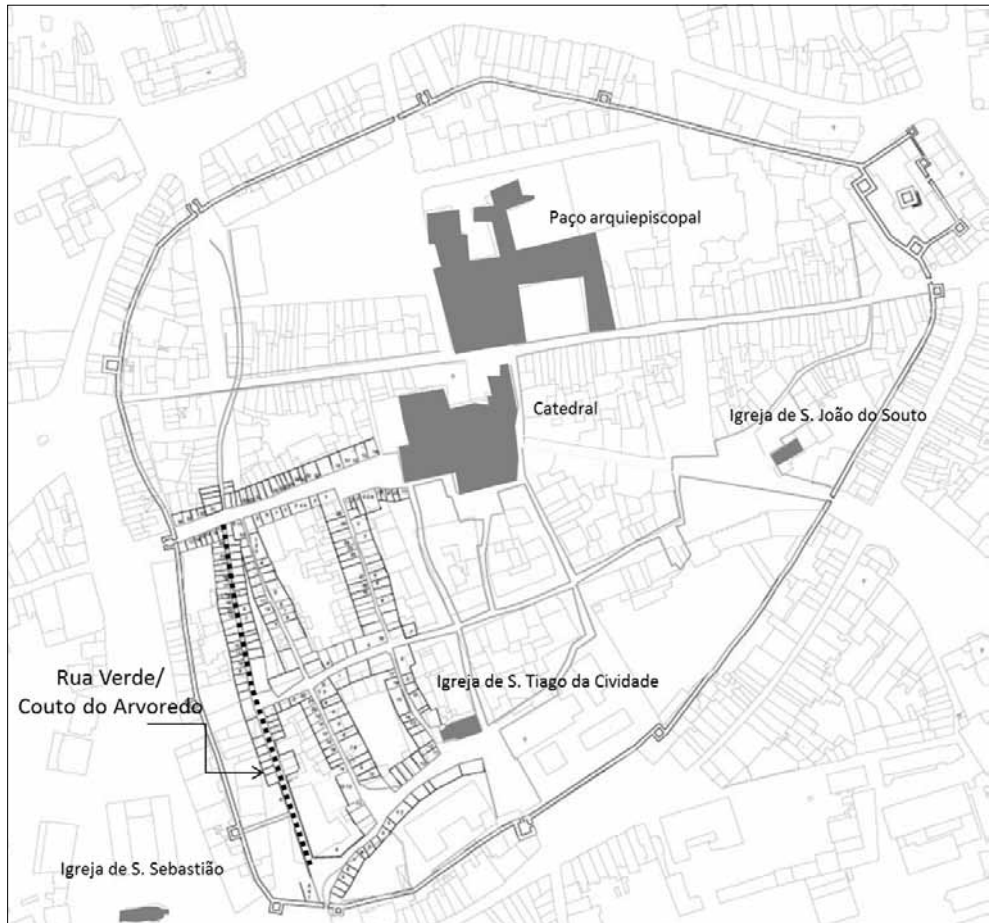 Paço arquiepiscopal
Catedral
Igreja de S. João do Souto
Rua Verde/
Couto do Arvoredo
Igreja de S. Tiago da Cividade
Igreja de S. Sebastião